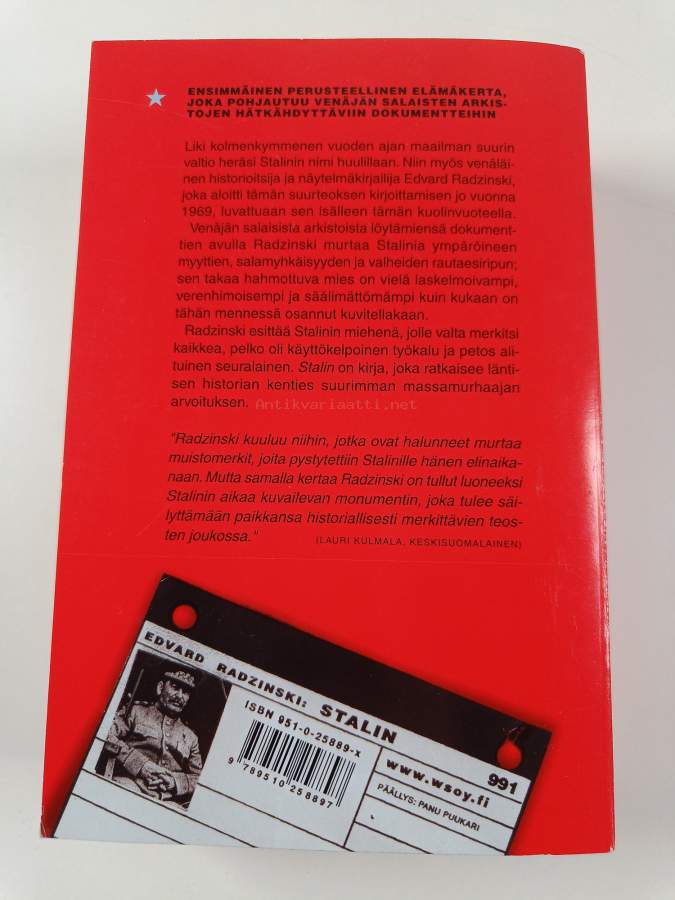 ENSIMMÄINEN PERUSTEELLINEN ELÄMÄKERTA,
JOKA POHJAUTUU VENÄJÄN SALAISTEN ARKIS-
TOJEN HÄTKÄHDYTTÄVIIN DOKUMENTTEIHIN
Liki kolmenkymmenen vuoden ajan maailman suurin
valtio heräsi Stalinin nimi huulillaan. Niin myös venäläi-
nen historioitsija ja näytelmäkirjailija Edvard Radzinski,
joka aloitti tämän suurteoksen kirjoittamisen jo vuonna
1969, luvattuaan sen isälleen tämän kuolinvuoteella.
Venäjän salaisista arkistoista löytämiensä dokument-
tien avulla Radzinski murtaa Stalinia ympäröineen
myyttien, salamyhkäisyyden ja valheiden rautaesiripun;
sen takaa hahmottuva mies on vielä laskelmoivampi,
verenhimoisempi ja säälimättömämpi kuin kukaan on
tähän mennessä osannut kuvitellakaan.
Radzinski esittää Stalinin miehenä, jolle valta merkitsi
kaikkea, pelko oli käyttökelpoinen työkalu ja petos ali-
tuinen seuralainen. Stalin on kirja, joka ratkaisee länti-
sen historian kenties suurimman massamurhaajan
arvoituksen.
Antikvariaatti.net
"Radzinski kuuluu niihin, jotka ovat halunneet murtaa
muistomerkit, joita pystytettiin Stalinille hänen elinaika-
naan. Mutta samalla kertaa Radzinski on tullut luoneeksi
Stalinin aikaa kuvailevan monumentin, joka tulee säi-
lyttämään paikkansa historiallisesti merkittävien teos-
ten joukossa."
(LAURI KULMALA, KESKISUOMALAINEN)
EDVARD RADZINSKI: STALIN
ISBN 951-0-25889-x
9 789510 258897
991
www.wsoy.fi
PÄÄLLYS: PANU PUUKARI